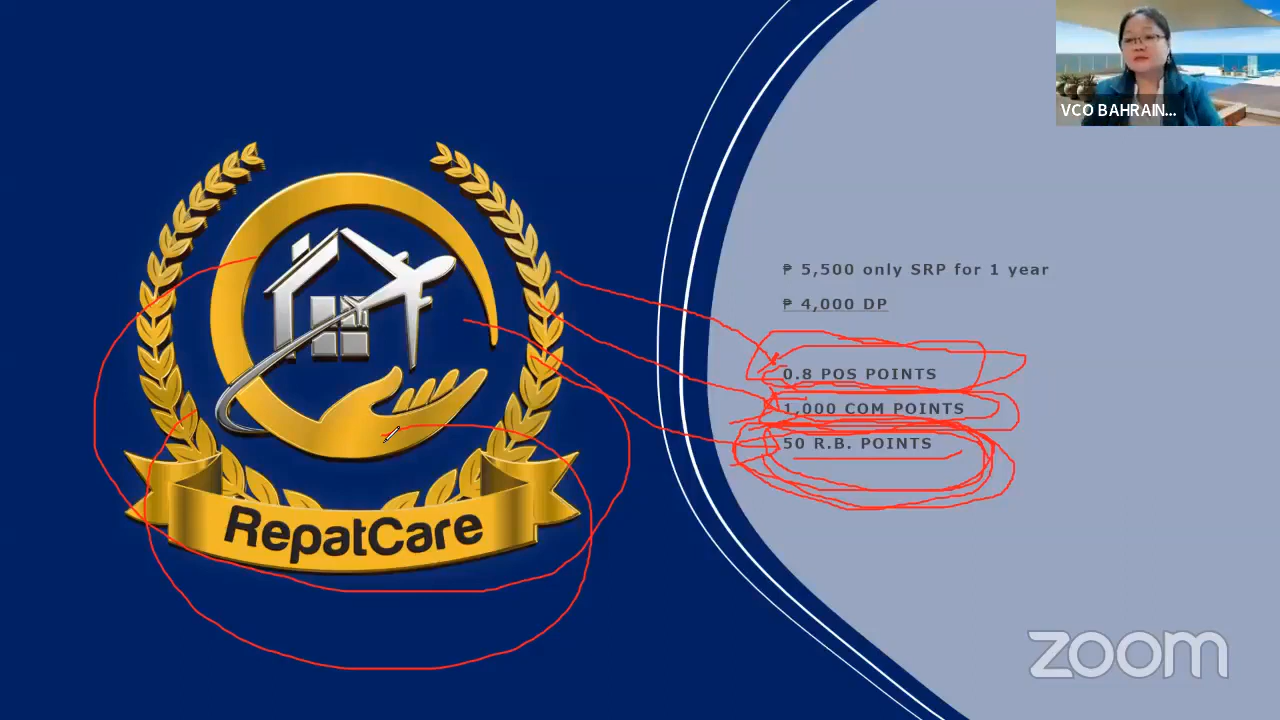 VCO BAHRAIN...
₱ 5,500 only SRP for 1 year
₱ 4,000 DP
0.8 POS POINTS
1,000 COM POINTS
50 R.B. POINTS
RepatCare
zoom